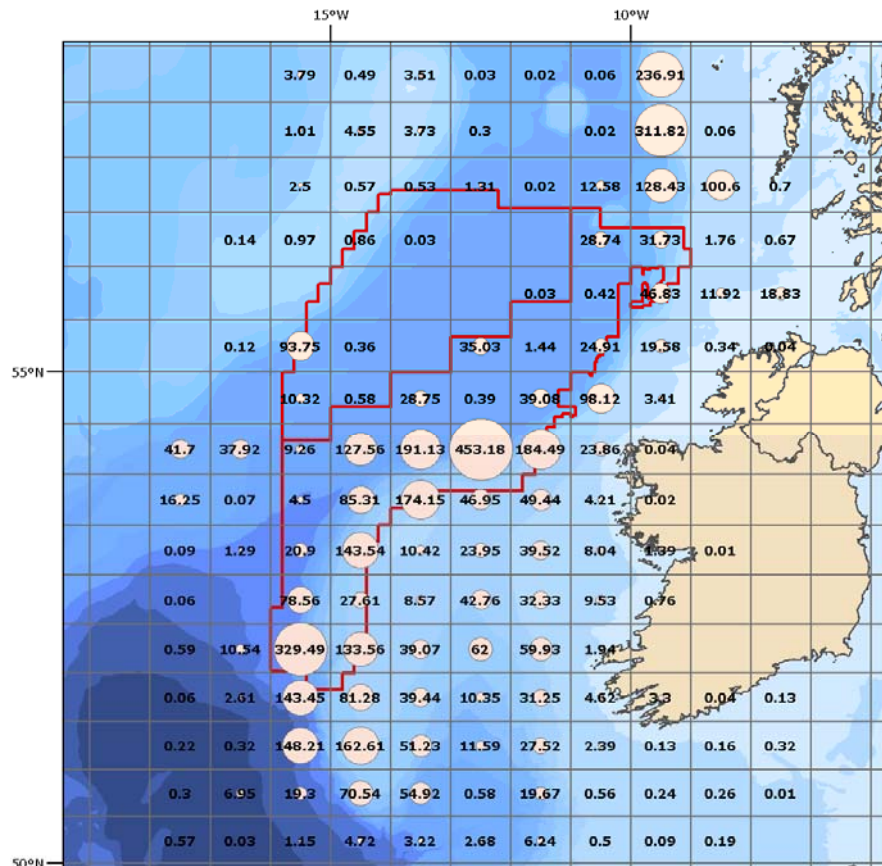 15°W 10°W
3.79 0.49 3.51 0.03 0.02 0.06 236.91
1.01 4.55 3.73 0.3 0.02 311.82 0.06
2.5 0.57 0.53 1.31 0.02 12.58 128.43 100.6 0.7
0.14 0.97 0.86 0.03 28.74 31.73 1.76 0.67
0.03 0.42 46.83 11.92 18.83
0.12 93.75 0.36 35.03 1.44 24.91 19.58 0.34 0.04
55°N
10.32 0.58 28.75 0.39 39.08 98.12 3.41
41.7 37.92 9.26 127.56 191.13 453.18 184.49 23.86 0.04
16.25 0.07 4.5 85.31 174.15 46.95 49.44 4.21 0.02
0.09 1.29 20.9 143.54 10.42 23.95 39.52 8.04 1.39 0.01
0.06 78.56 27.61 8.57 42.76 32.33 9.53 0.76
0.59 10.54 329.49 133.56 39.07 62 59.93 1.94
0.06 2.61 143.45 81.28 39.44 10.35 31.25 4.62 3.3 0.04 0.13
0.22 0.32 148.21 162.61 51.23 11.59 27.52 2.39 0.13 0.16 0.32
0.3 6.95 19.3 70.54 54.92 0.58 19.67 0.56 0.24 0.26 0.01
0.57 0.03 1.15 4.72 3.22 2.68 6.24 0.5 0.09 0.19
50°N